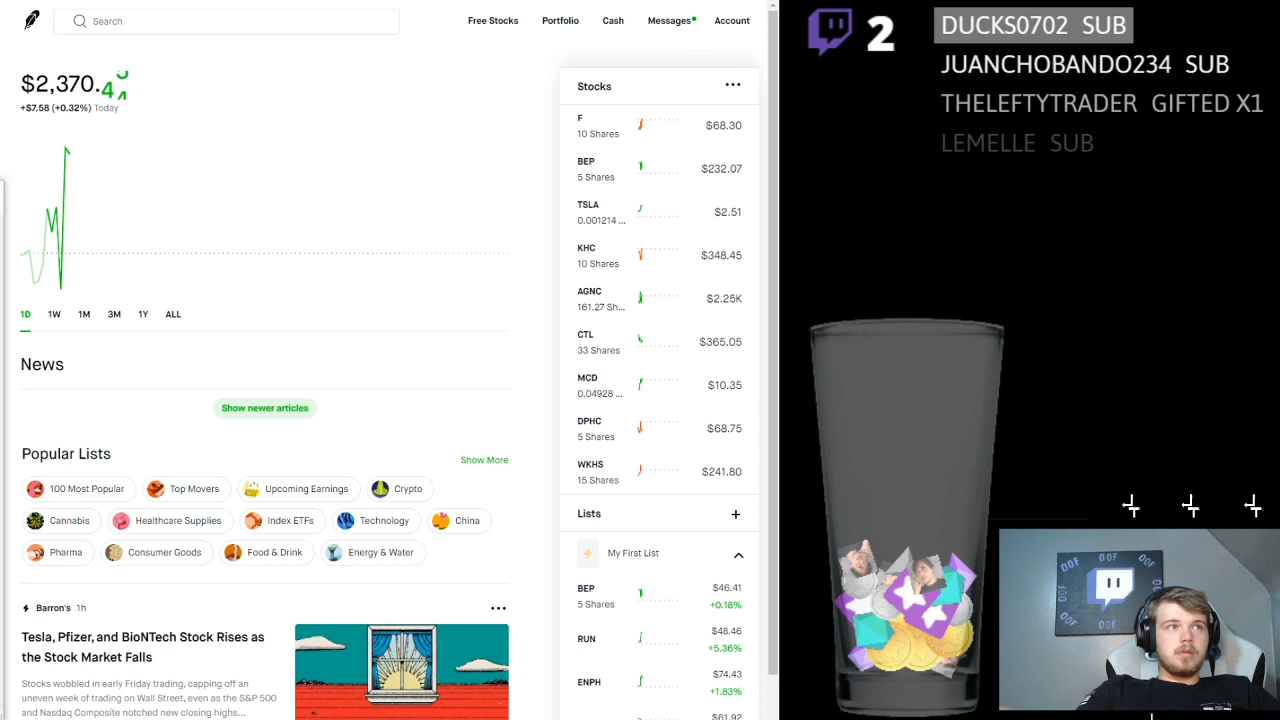 Search
Free Stocks
Portfolio
Cash
Messages
Account
+$7.58 (+0.32%) Today
1D
1W
1M
3M
1Y
ALL
News
Show newer articles
Popular Lists
Show More
100 Most Popular
Top Movers
Upcoming Earnings
Crypto
Cannabis
Healthcare Supplies
Index ETFs
Technology
China
Pharma
Consumer Goods
Food & Drink
Energy & Water
Barron's 1h
Tesla, Pfizer, and BioNTech Stock Rises as
the Stock Market Falls
Stocks wobbled in early Friday trading, capping off an
uneven week of trading on Wall Street, even as the S&P 500
and Nasdaq Composite notched new closing highs...
Stocks
F
10 Shares
$68.30
BEP
5 Shares
$232.07
TSLA
0.001214 ...
$2.51
KHC
10 Shares
$348.45
AGNC
161.27 Sh...
$2.25K
CTL
33 Shares
$365.05
MCD
0.04928 ...
$10.35
DPHC
5 Shares
$68.75
WKHS
15 Shares
$241.80
Lists
My First List
BEP
5 Shares
$46.41
+0.18%
RUN
$48.46
+5.36%
ENPH
$74.43
+1.83%
$61.92
2
DUCKS0702 SUB
JUANCHOBANDO234 SUB
THELEFTYTRADER GIFTED X1
LEMELLE SUB
OOF
OOF
OOF
OOF
OOF